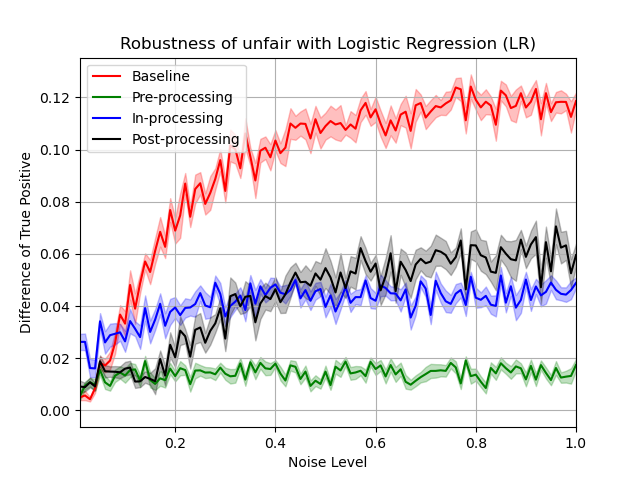 Robustness of unfair with Logistic Regression (LR)
Baseline
Pre-processing
In-processing
Post-processing
Difference of True Positive
0.12
0.10
0.08
0.06
0.04
0.02
0.00
0.2 0.4 0.6 0.8 1.0
Noise Level